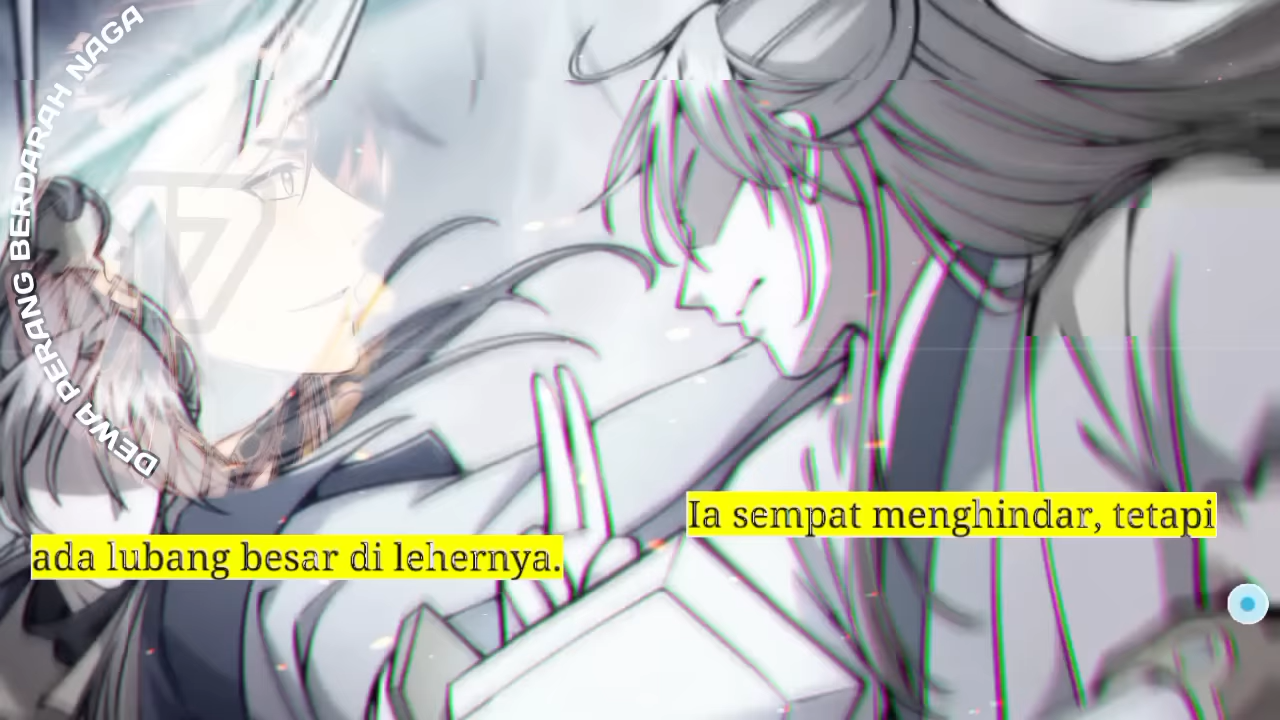 DEWA PERANG BERDARAH NAGA
Ia sempat menghindar, tetapi
ada lubang besar di lehernya.